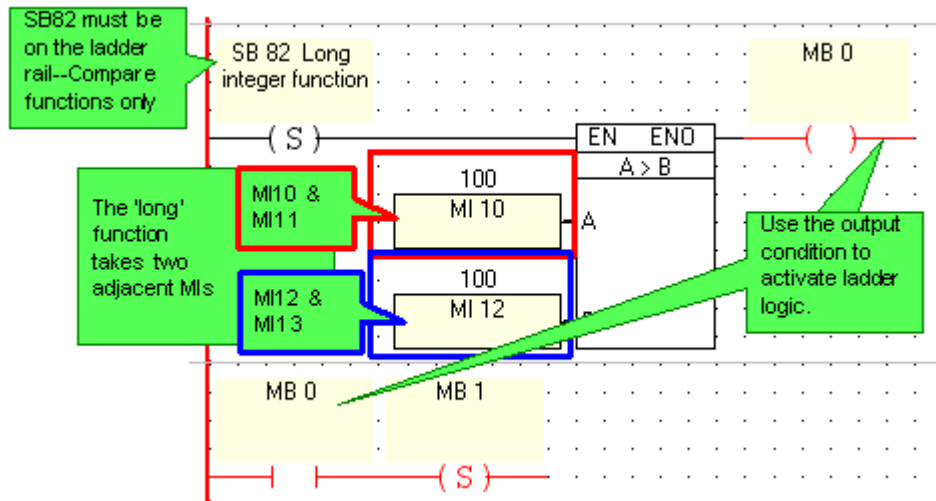 SB82 must be
on the ladder
rail--Compare
functions only
SB 82 Long
integer function
MB 0
( S )
( )
EN ENO
A > B
The 'long'
function
takes two
adjacent MIs
MI10 &
MI11
100
MI 10
A
MI12 &
MI13
100
MI 12
Use the output
condition to
activate ladder
logic.
MB 0
MB 1
( S )